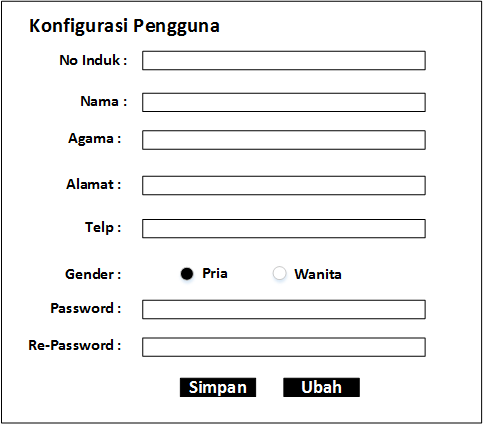 Konfigurasi Pengguna
No Induk :
Nama :
Agama :
Alamat :
Telp :
Gender : Pria Wanita
Password :
Re-Password :
Simpan Ubah